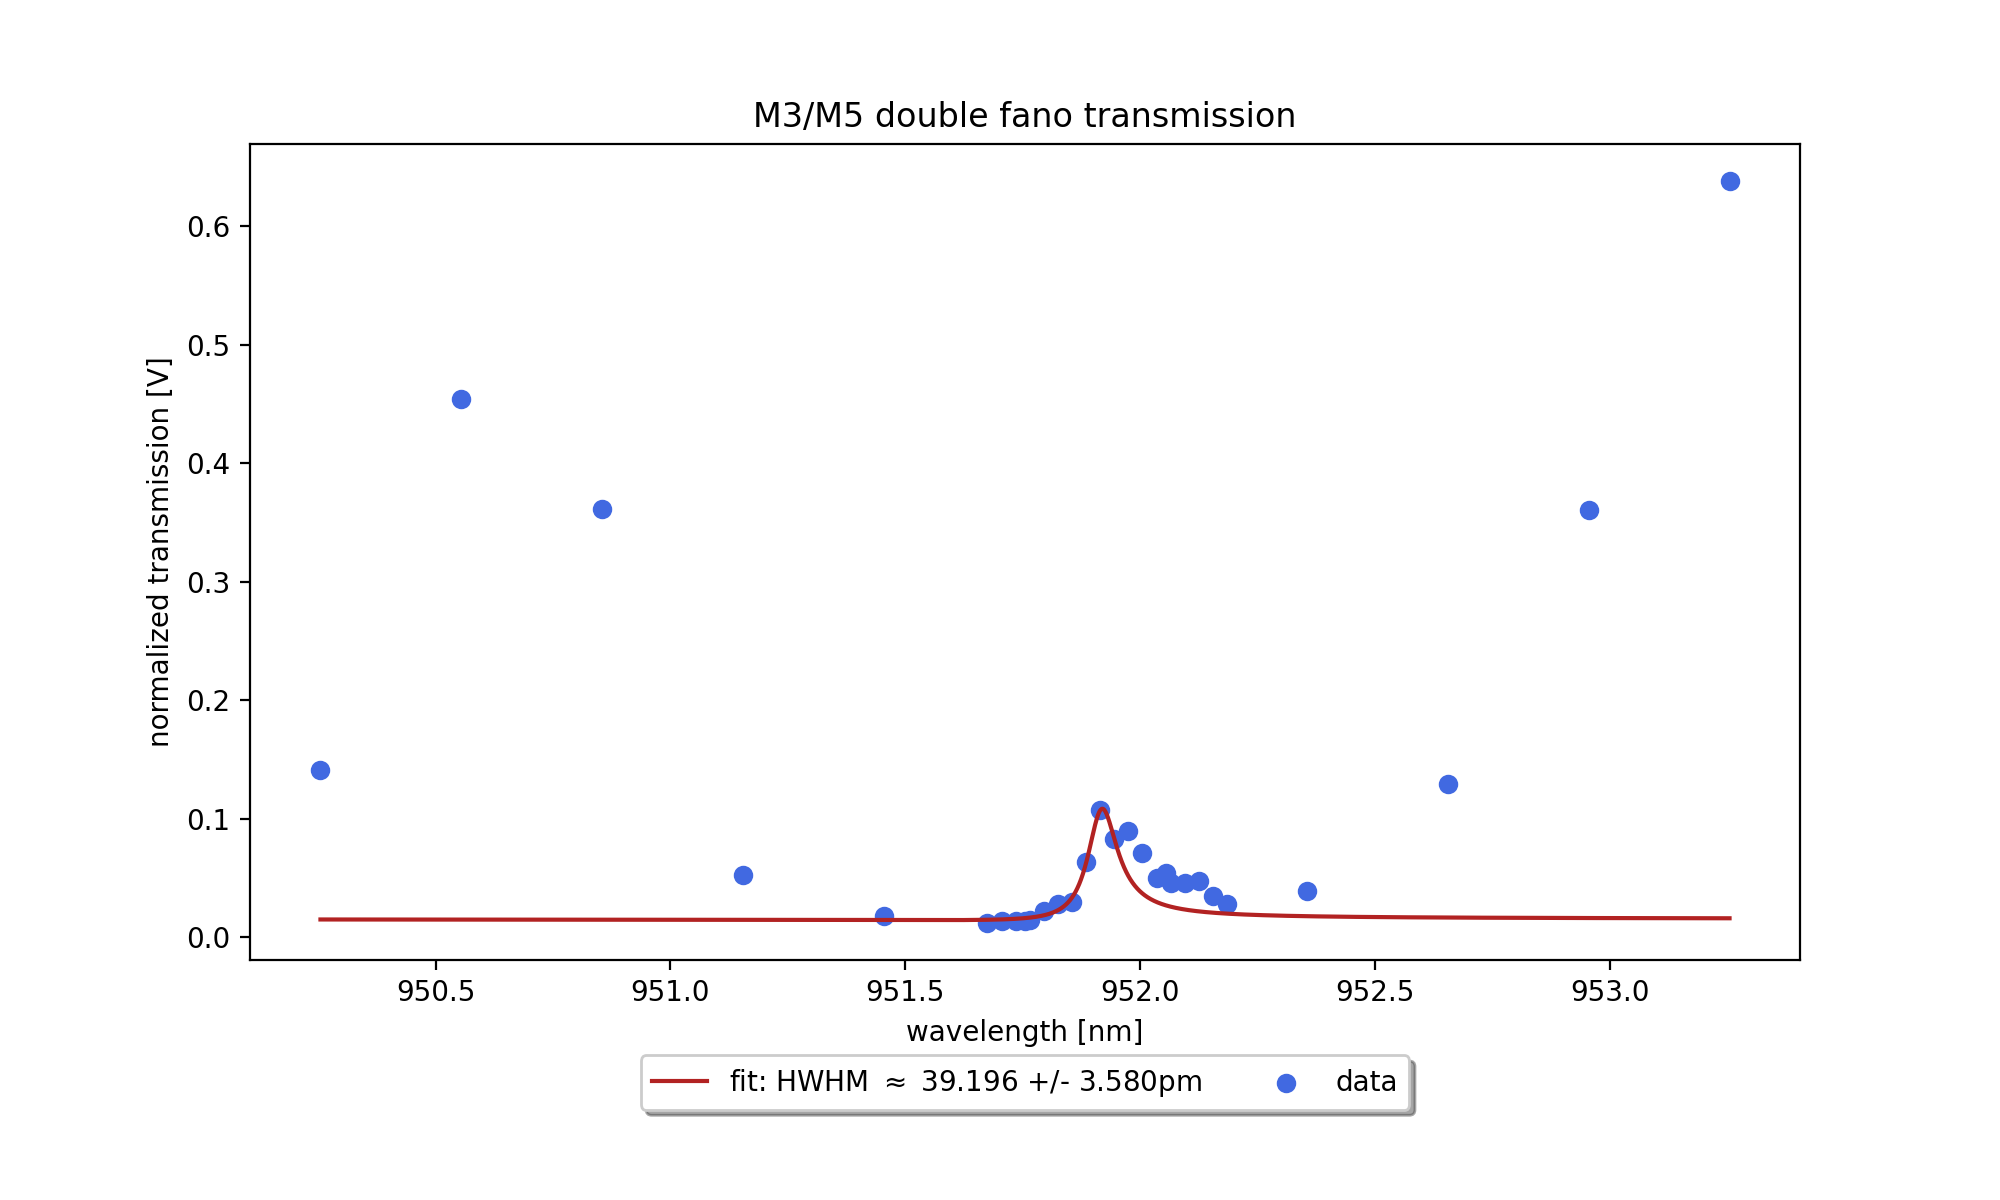 M3/M5 double fano transmission
normalized transmission [V]
0.6
0.5
0.4
0.3
0.2
0.1
0.0
950.5 951.0 951.5 952.0 952.5 953.0
wavelength [nm]
fit: HWHM ≈ 39.196 +/- 3.580pm data